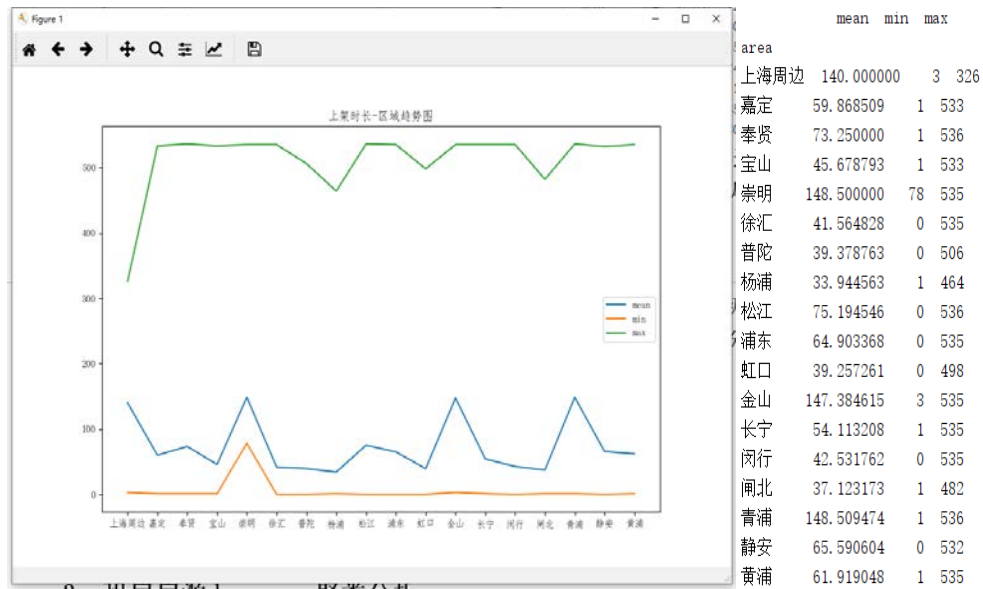 Figure 1
上架时长-区域趋势图
500
400
300
200
100
0
mean
min
max
上海周边 嘉定 奉贤 宝山 崇明 徐汇 普陀 杨浦 松江 浦东 虹口 金山 长宁 闵行 闸北 青浦 静安 黄浦
mean min max
area
上海周边 140.000000 3 326
嘉定 59.868509 1 533
奉贤 73.250000 1 536
宝山 45.678793 1 533
崇明 148.500000 78 535
徐汇 41.564828 0 535
普陀 39.378763 0 506
杨浦 33.944563 1 464
松江 75.194546 0 536
浦东 64.903368 0 535
虹口 39.257261 0 498
金山 147.384615 3 535
长宁 54.113208 1 535
闵行 42.531762 0 535
闸北 37.123173 1 482
青浦 148.509474 1 536
静安 65.590604 0 532
黄浦 61.919048 1 535